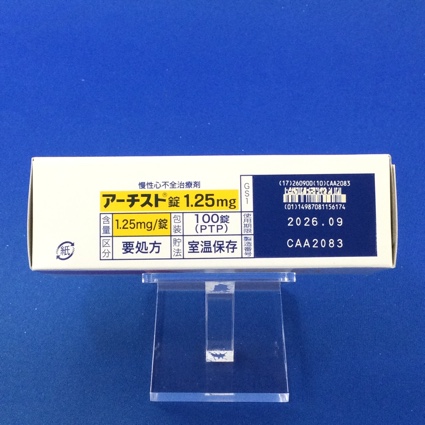 慢性心不全治療剤
アーチスト®錠 1.25mg
含量 1.25mg/錠 包装 100錠 (PTP) 使用期限 2026.09
区分 要処方 貯法 室温保存 製造番号 CAA2083
GS1
(17)260900(10)CAA2083
(01)14987081156174
紙